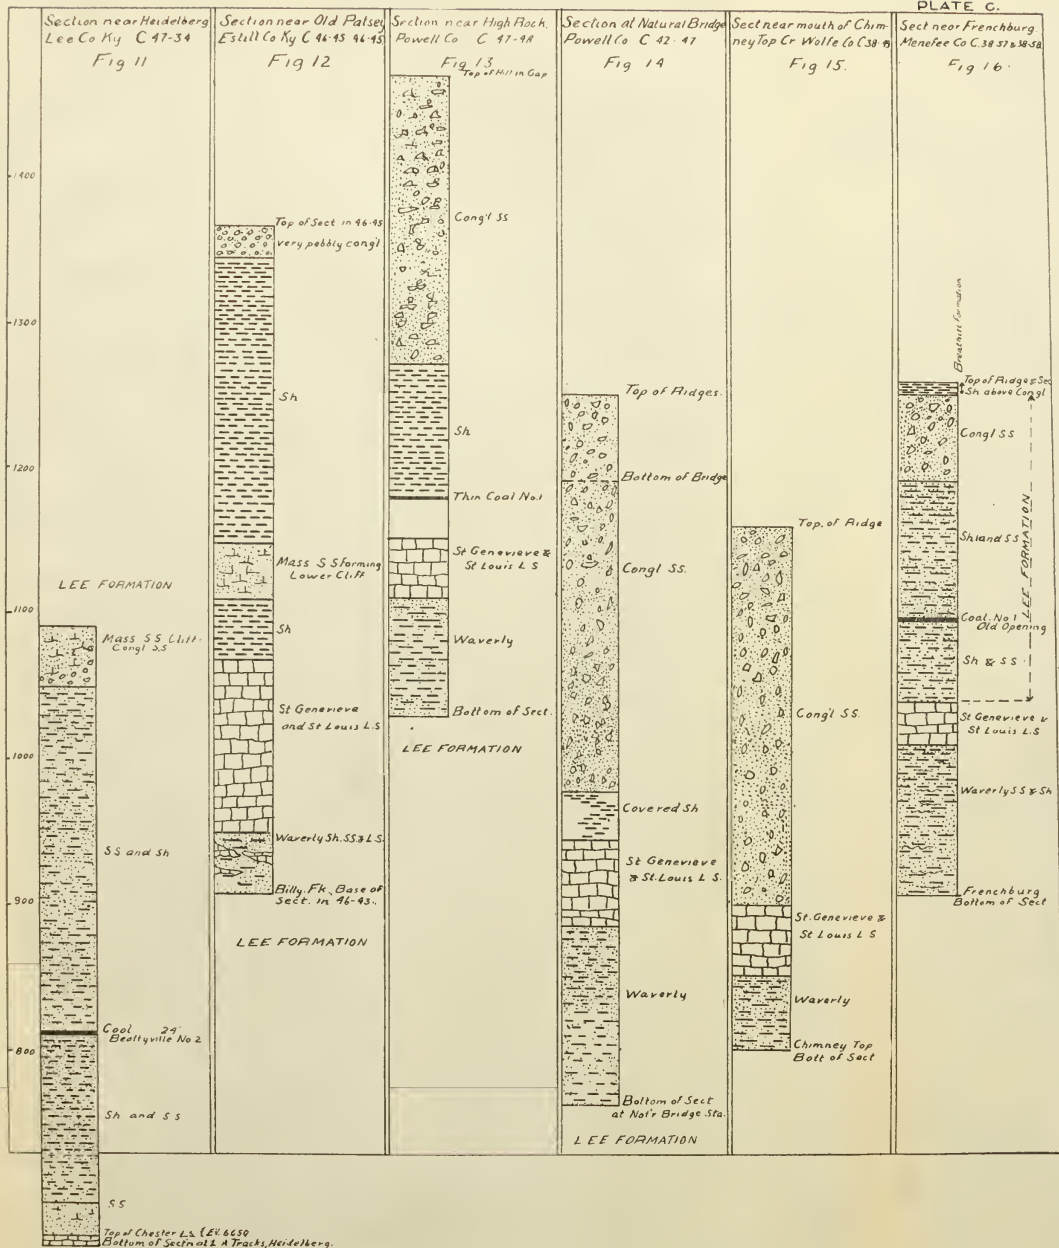 PLATE C.
Section near Heidelberg
Lee Co Ky C 47-34
Fig 11
Section near Old Patsey
Estill Co Ky C 46-45 46-45
Fig 12
Section near High Rock.
Powell Co C 47-48
Fig 13
Section at Natural Bridge
Powell Co C 42-47
Fig 14
Sect near mouth of Chim-
ney Top Cr Wolfe Co C 38-
Fig 15.
Sect near Frenchburg
Menefee Co C. 38-57 & 38-58
Fig 16.
1400
1300
1200
1100
1000
900
800
LEE FORMATION
Mass SS Cliff.
Congl S.S
SS and Sh
Coal 24"
Beattyville No 2
Sh and SS
SS
Top of Chester Ls (Ev. 6650
Bottom of Sect'n at L A Tracks, Heidelberg.
Top of Sect in 46-45
very pebbly congl
Sh
Mass SS forming
Lower Cliff
Sh
St Genevieve
and St Louis L.S
Waverly Sh. SS & L.S.
Billy. Fk. Base of
Sect. in 46-43.
LEE FORMATION
Top of Hill in Gap
Cong'l SS
Sh
Thin Coal No.1
St Genevieve &
St Louis L S
Waverly
Bottom of Sect.
LEE FORMATION
Top of Ridges.
Bottom of Bridge
Congl SS.
Covered Sh
St Genevieve
& St. Louis L S.
Waverly
Bottom of Sect
at Nat'r Bridge Sta.
LEE FORMATION
Top. of Ridge
Cong'l SS.
St. Genevieve &
St Louis L S
Waverly
Chimney Top
Bott of Sect
Breathitt Formation
Top of Ridge & Sec
Sh above Congl
Congl SS
Sh and SS
LEE FORMATION
Coal. No 1
Old Opening
Sh & SS
St Genevieve &
St Louis L.S
Waverly SS & Sh
Frenchburg
Bottom of Sect